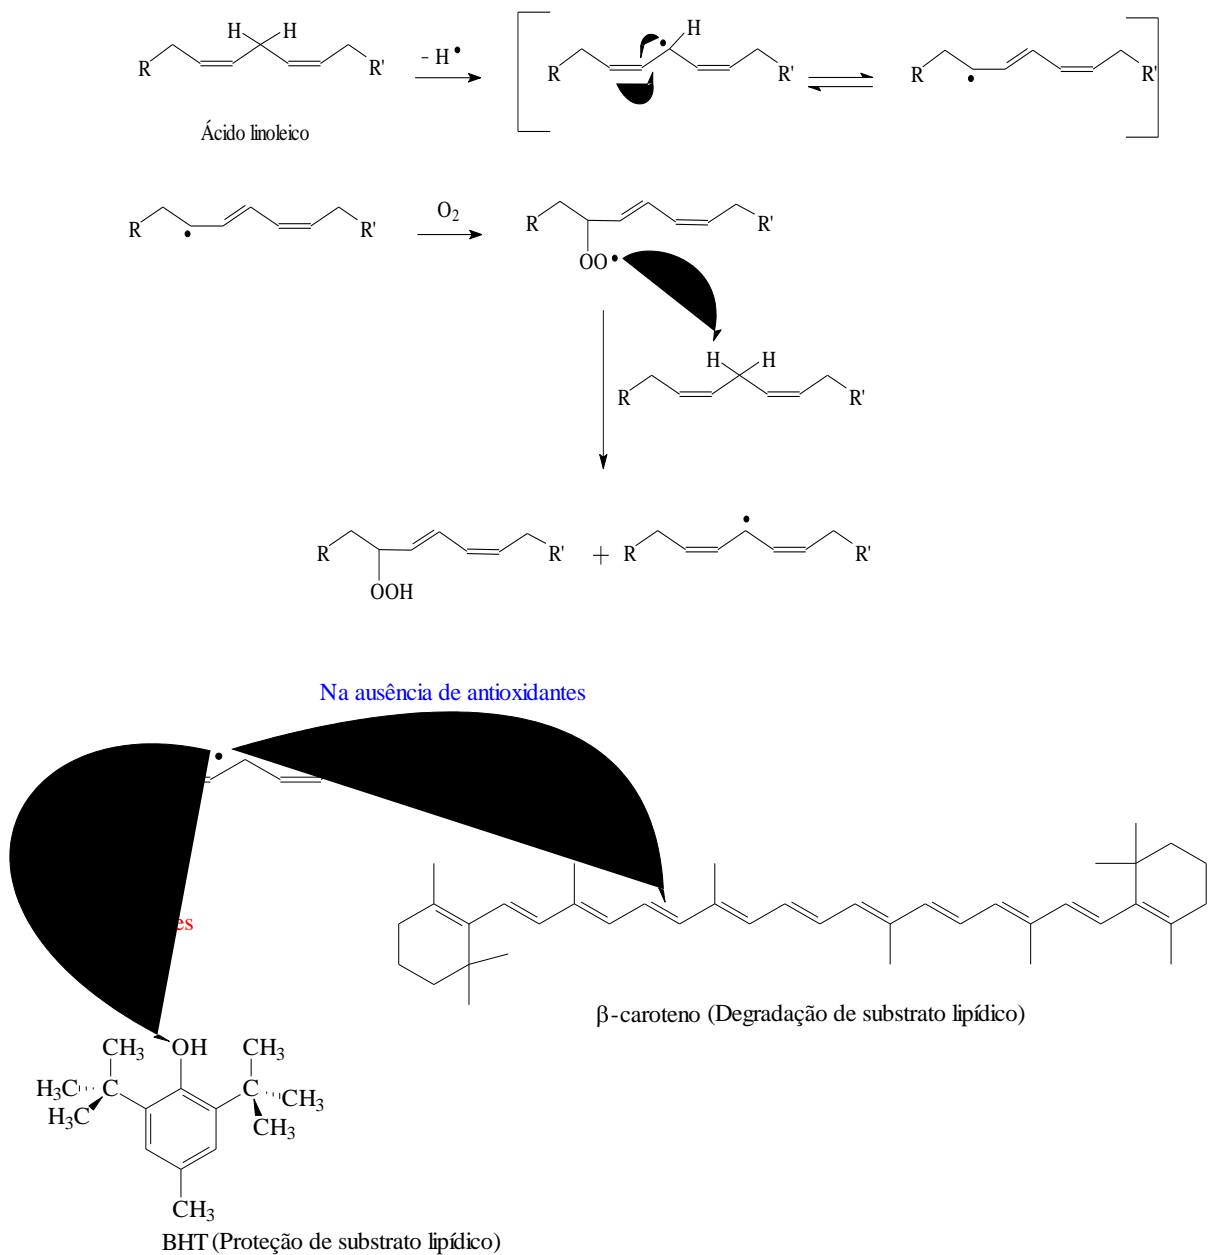 H H
R R'
- H•
H
R R'
R R'
Ácido linoleico
R R'
O2
R R'
OO•
H H
R R'
R R'
OOH
+
R R'
Na ausência de antioxidantes
β-caroteno (Degradação de substrato lipídico)
CH3 OH CH3
H3C C C CH3
H3C CH3
CH3
BHT (Proteção de substrato lipídico)